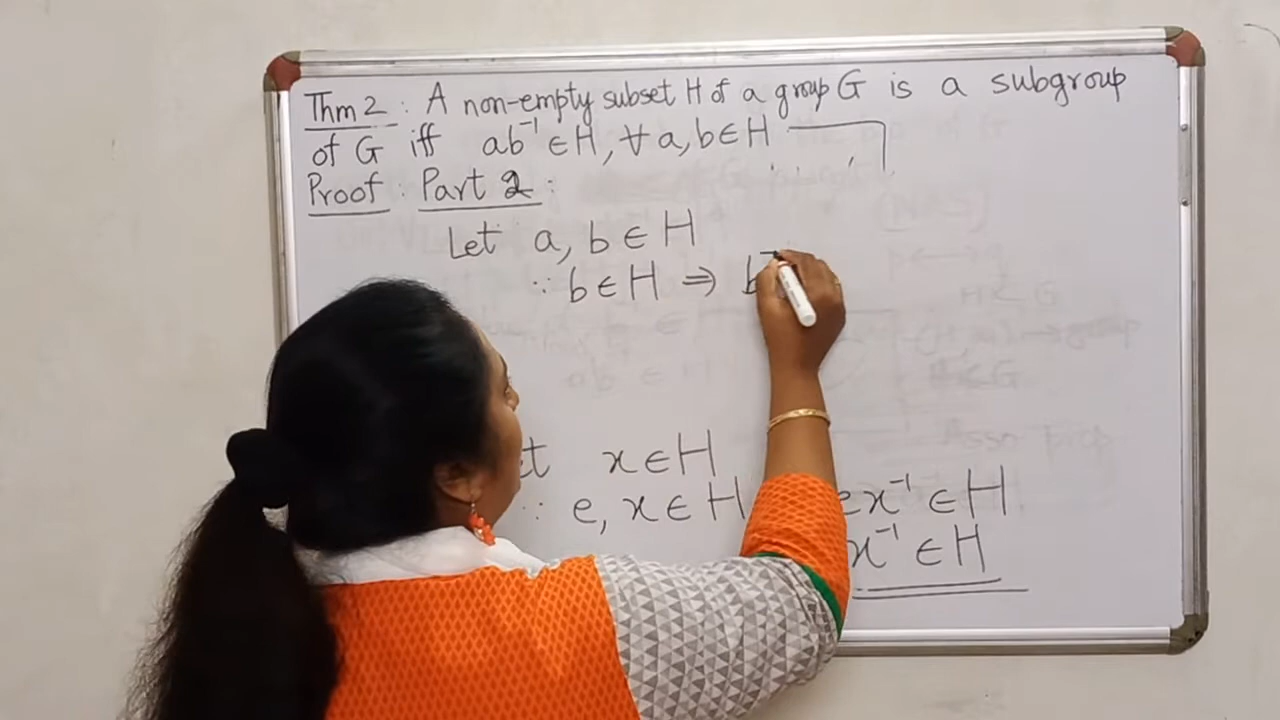 Thm 2 : A non-empty subset H of a group G is a subgroup
of G iff ab⁻¹ ∈ H, ∀ a, b ∈ H
Proof : Part 2 :
Let a, b ∈ H
∵ b ∈ H ⇒ b
x ∈ H
∵ e, x ∈ H ex⁻¹ ∈ H
x⁻¹ ∈ H